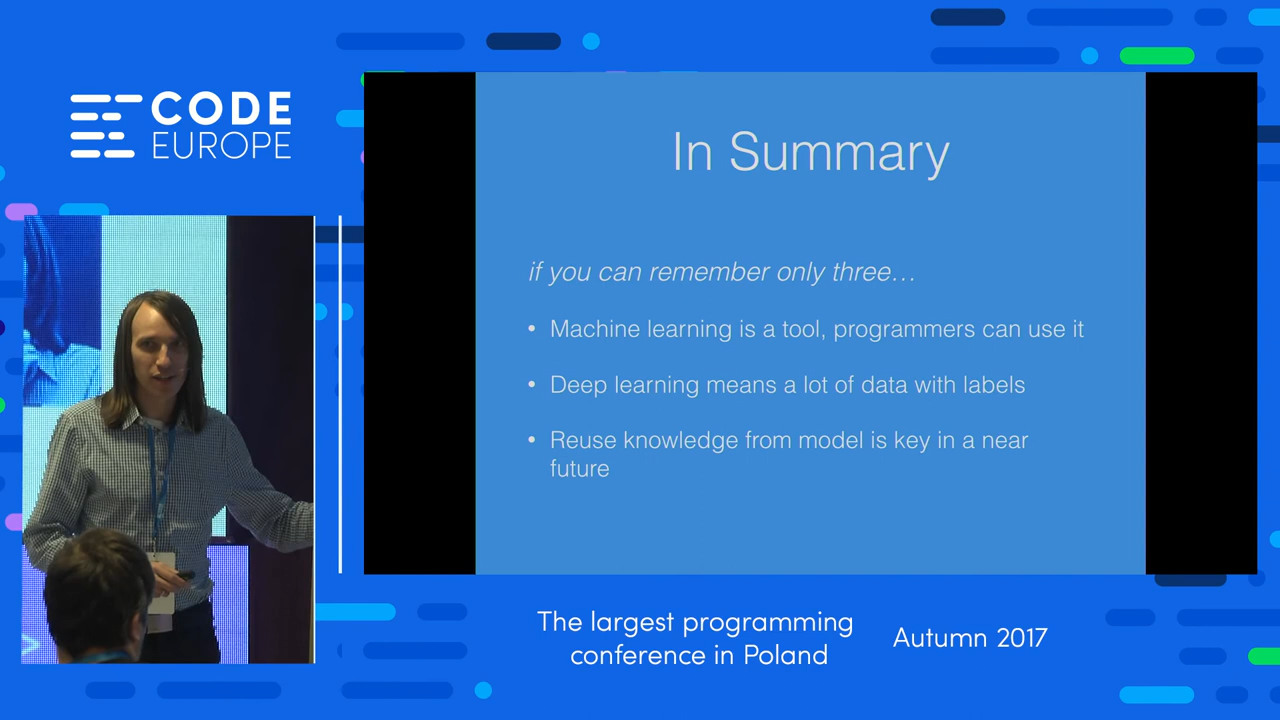 CODE
EUROPE
In Summary
if you can remember only three…
• Machine learning is a tool, programmers can use it
• Deep learning means a lot of data with labels
• Reuse knowledge from model is key in a near
future
The largest programming
conference in Poland
Autumn 2017